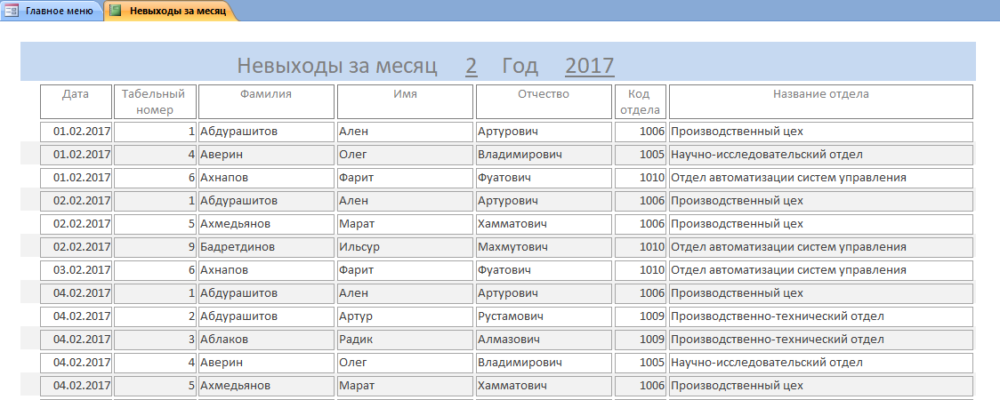 Главное меню Невыходы за месяц
Невыходы за месяц 2 Год 2017
Дата Табельный номер Фамилия Имя Отчество Код отдела Название отдела
01.02.2017 1 Абдурашитов Ален Артурович 1006 Производственный цех
01.02.2017 4 Аверин Олег Владимирович 1005 Научно-исследовательский отдел
01.02.2017 6 Ахнапов Фарит Фуатович 1010 Отдел автоматизации систем управления
02.02.2017 1 Абдурашитов Ален Артурович 1006 Производственный цех
02.02.2017 5 Ахмедьянов Марат Хамматович 1006 Производственный цех
02.02.2017 9 Бадретдинов Ильсур Махмутович 1010 Отдел автоматизации систем управления
03.02.2017 6 Ахнапов Фарит Фуатович 1010 Отдел автоматизации систем управления
04.02.2017 1 Абдурашитов Ален Артурович 1006 Производственный цех
04.02.2017 2 Абдурашитов Артур Рустамович 1009 Производственно-технический отдел
04.02.2017 3 Аблаков Радик Алмазович 1009 Производственно-технический отдел
04.02.2017 4 Аверин Олег Владимирович 1005 Научно-исследовательский отдел
04.02.2017 5 Ахмедьянов Марат Хамматович 1006 Производственный цех